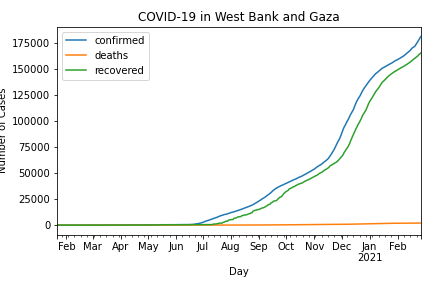 COVID-19 in West Bank and Gaza
confirmed
deaths
recovered
175000
150000
125000
100000
75000
50000
25000
0
Number of Cases
Feb Mar Apr May Jun Jul Aug Sep Oct Nov Dec Jan Feb
2021
Day